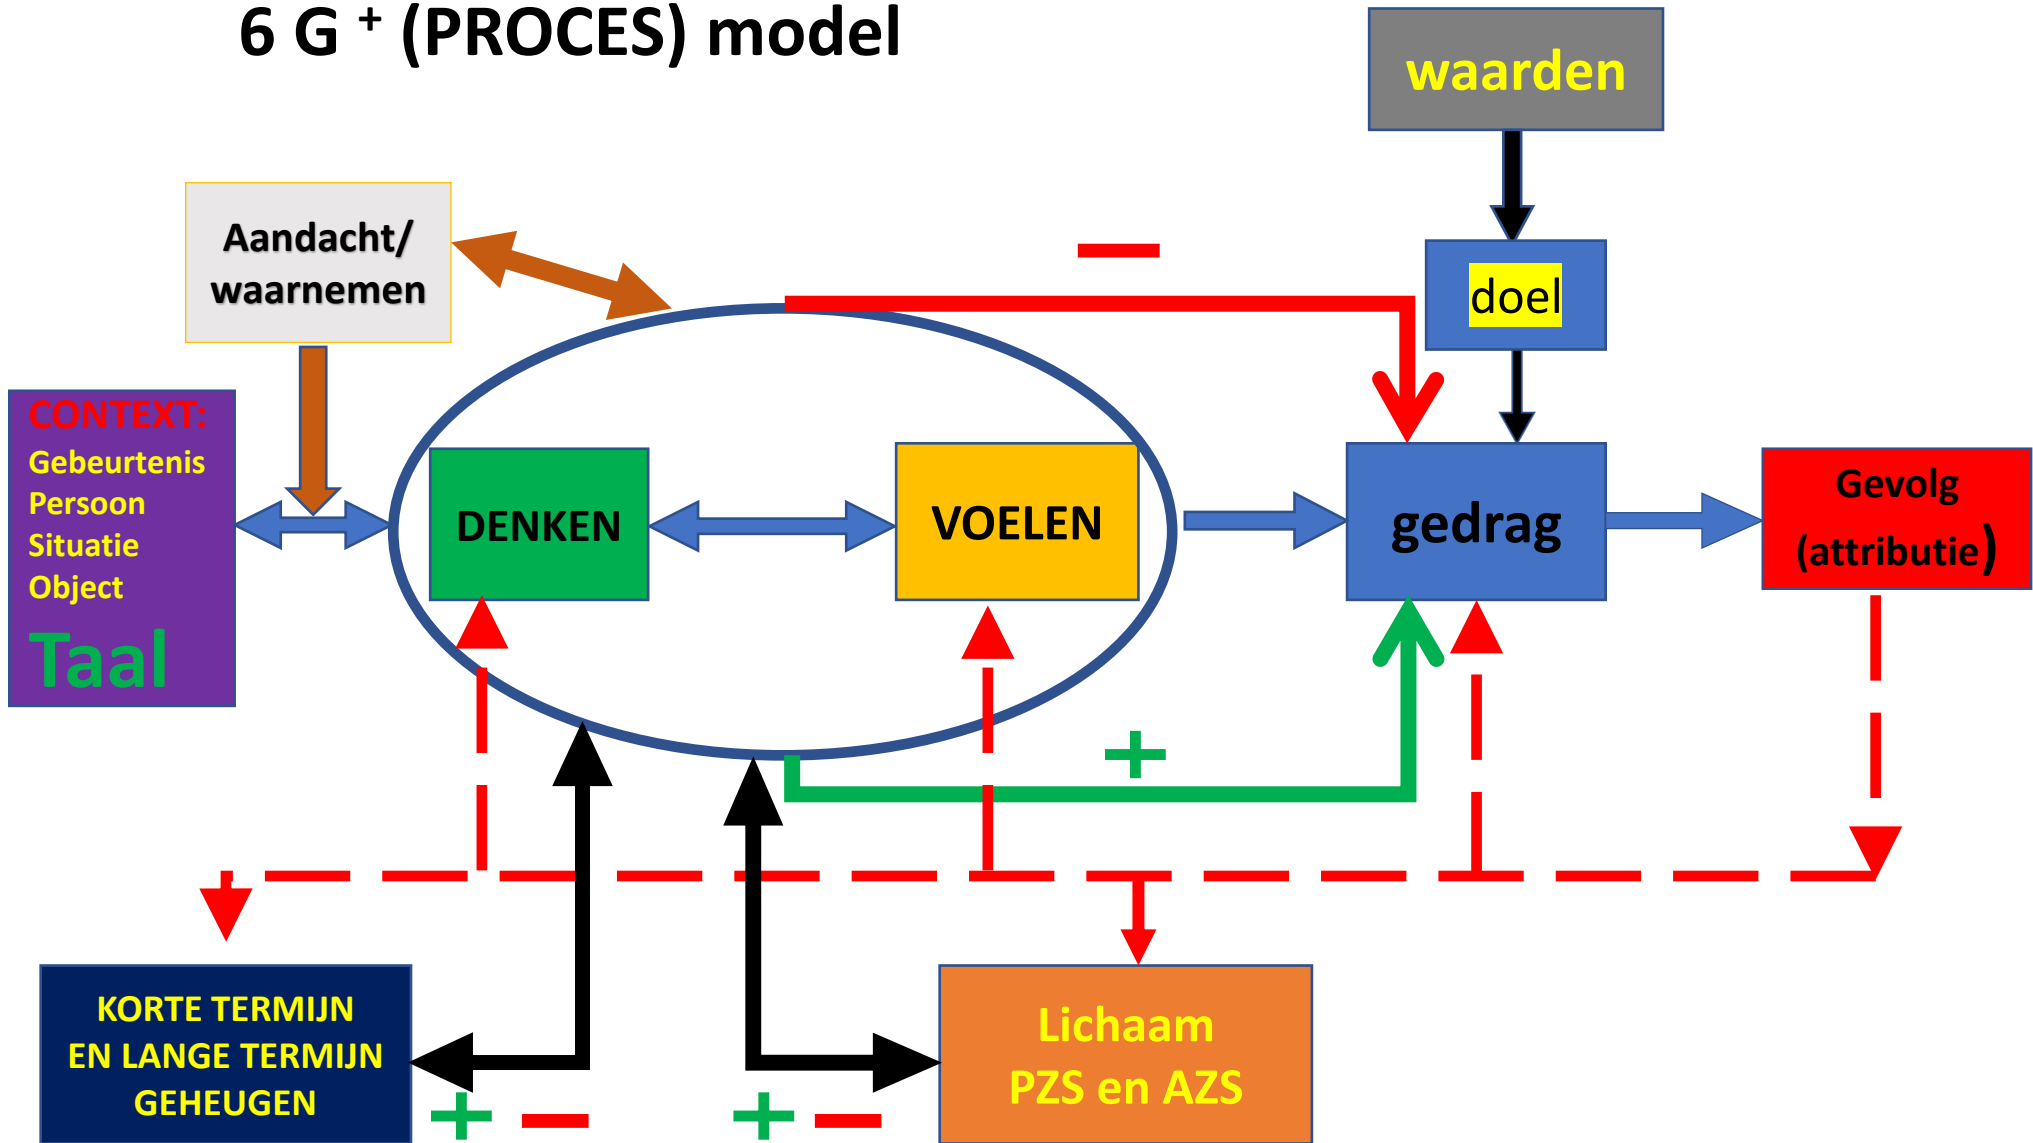 6 G + (PROCES) model
waarden
Aandacht/
waarnemen
doel
CONTEXT:
Gebeurtenis
Persoon
Situatie
Object
Taal
DENKEN
VOELEN
gedrag
Gevolg
(attributie)
KORTE TERMIJN
EN LANGE TERMIJN
GEHEUGEN
Lichaam
PZS en AZS